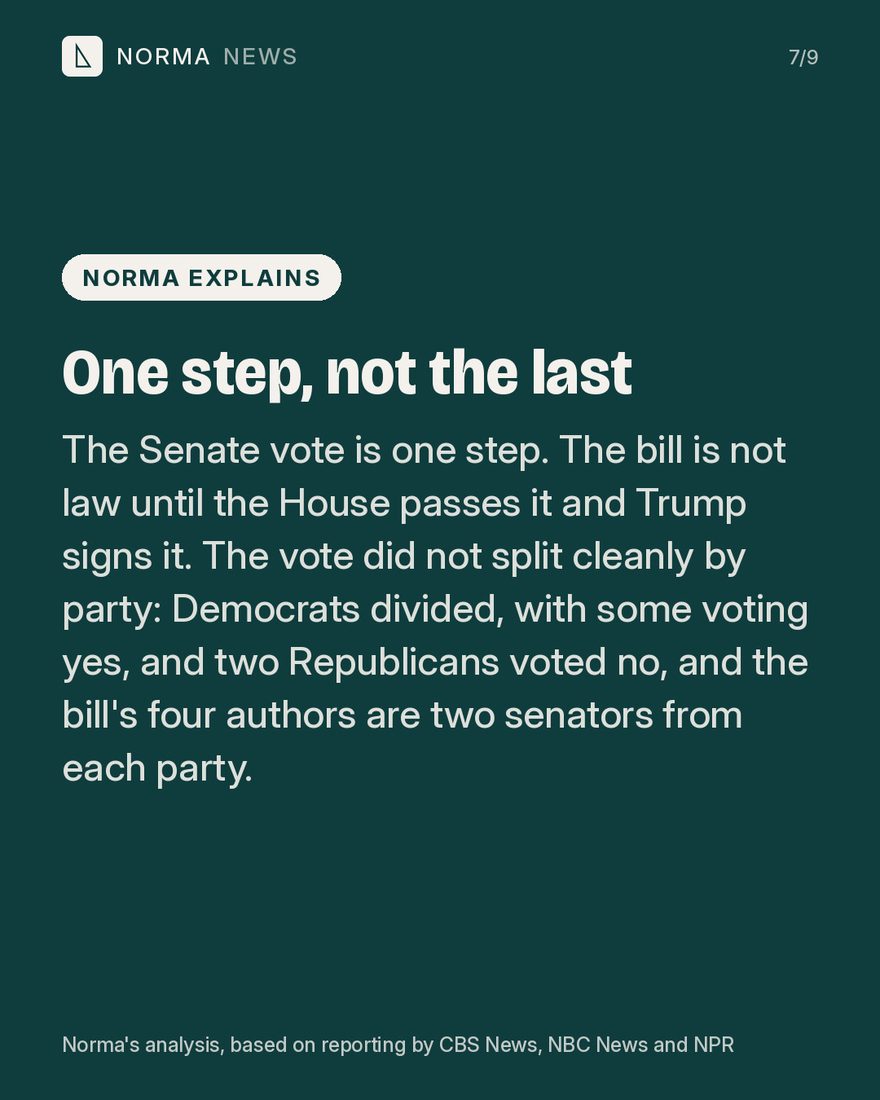 NORMA NEWS
7/9
NORMA EXPLAINS
One step, not the last
The Senate vote is one step. The bill is not
law until the House passes it and Trump
signs it. The vote did not split cleanly by
party: Democrats divided, with some voting
yes, and two Republicans voted no, and the
bill's four authors are two senators from
each party.
Norma's analysis, based on reporting by CBS News, NBC News and NPR